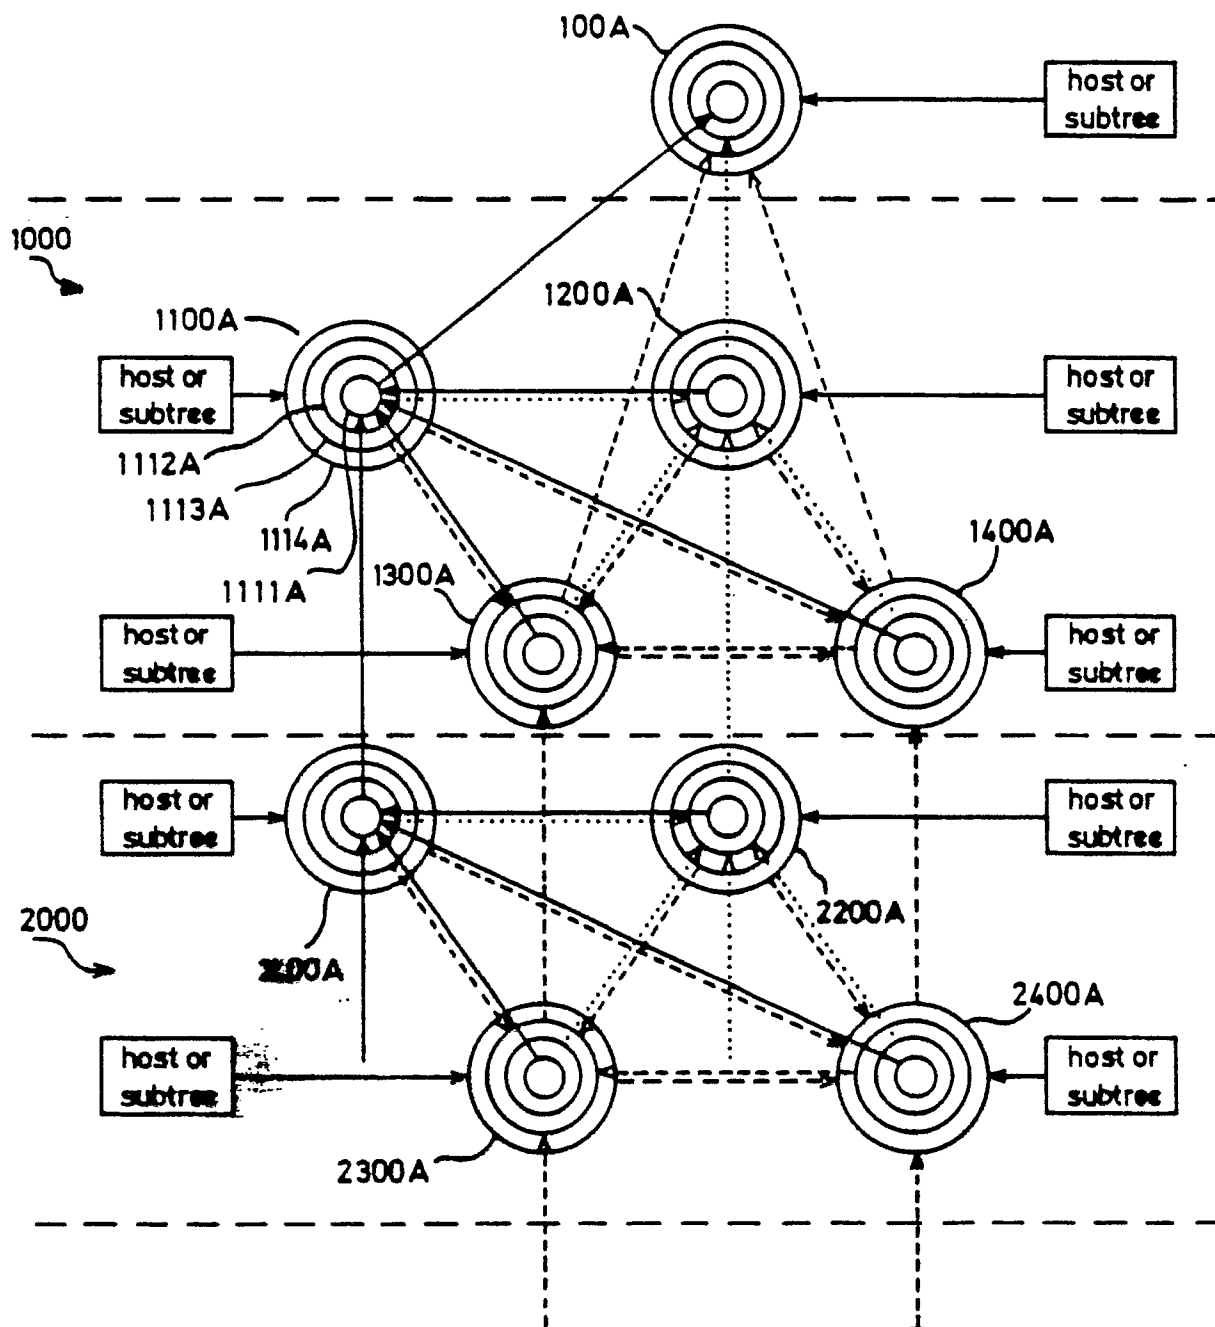 100A
host or
subtree
1000
1100A
1200A
host or
subtree
host or
subtree
1112A
1113A
1114A
1111A
1300A
1400A
host or
subtree
host or
subtree
host or
subtree
host or
subtree
2000
2200A
2400A
host or
subtree
host or
subtree
2300A